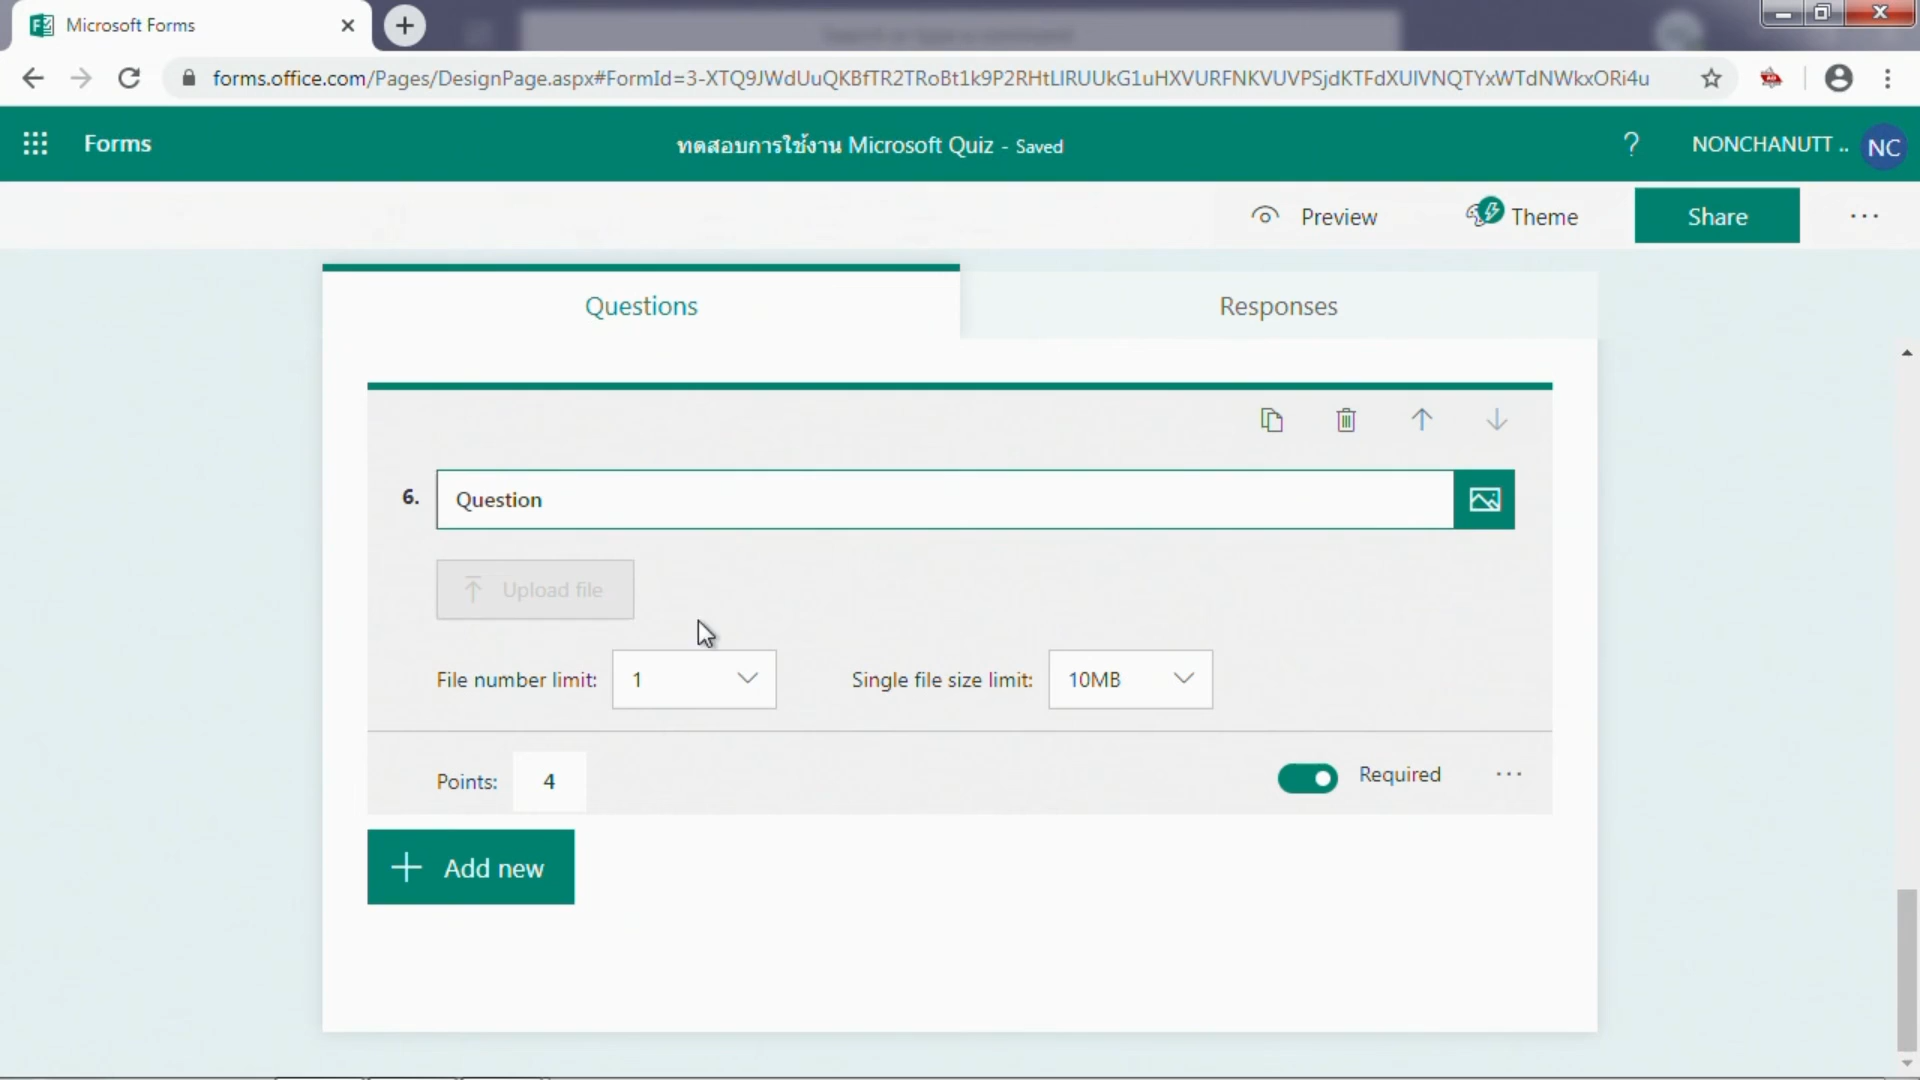 Microsoft Forms
forms.office.com/Pages/DesignPage.aspx#FormId=3-XTQ9JWdUuQKBfTR2TRoBt1k9P2RHtLIRUUkG1uHXVURFNKVUVPSjdKTFdXUlVNQTYxWTdNWkxORi4u
Forms
ทดสอบการใช้งาน Microsoft Quiz - Saved
?
NONCHANUTT ..
NC
Preview
Theme
Share
Questions
Responses
6.
Question
Upload file
File number limit:
1
Single file size limit:
10MB
Points:
4
Required
Add new